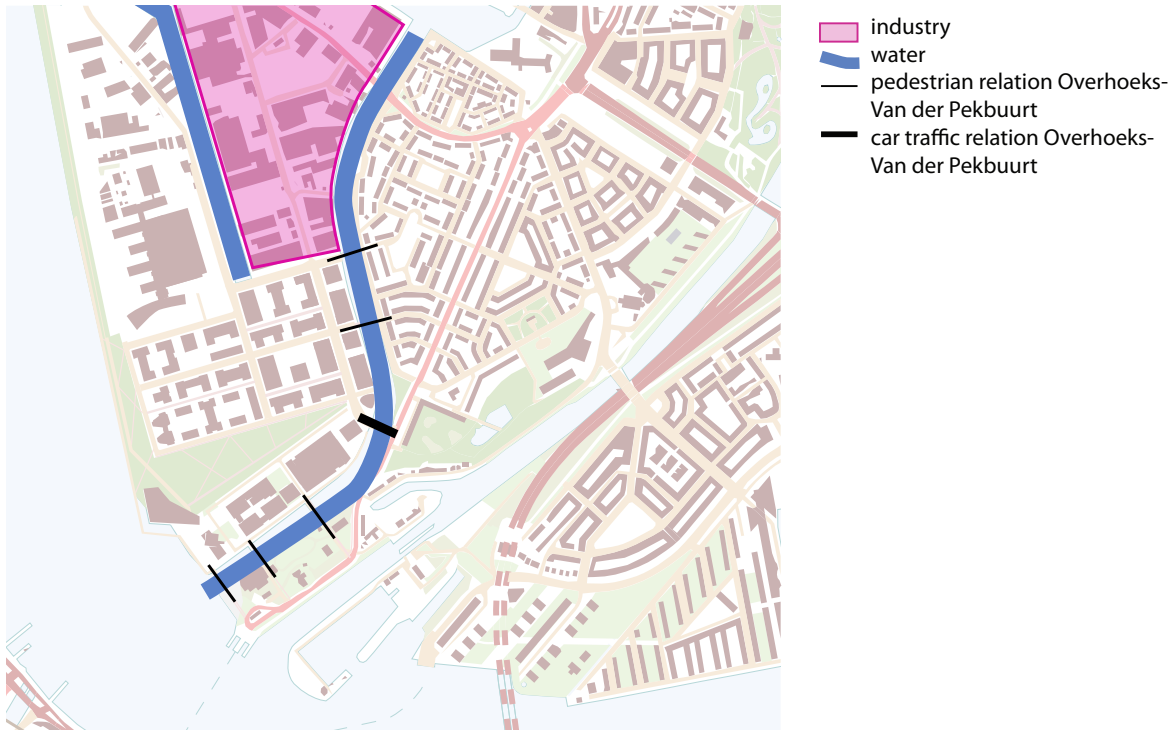 industry
water
pedestrian relation Overhoeks-
Van der Pekbuurt
car traffic relation Overhoeks-
Van der Pekbuurt